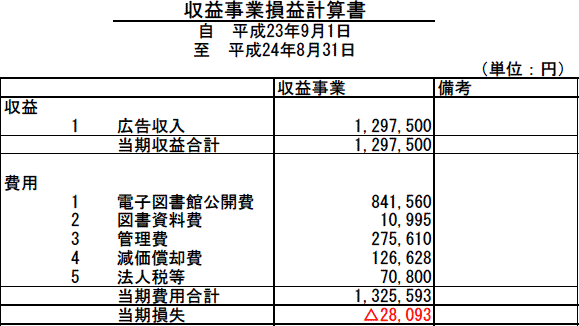 収益事業損益計算書
自 平成23年9月1日
至 平成24年8月31日
（単位：円）
収益事業 備考
収益
1 広告収入 1,297,500
当期収益合計 1,297,500
費用
1 電子図書館公開費 841,560
2 図書資料費 10,995
3 管理費 275,610
4 減価償却費 126,628
5 法人税等 70,800
当期費用合計 1,325,593
当期損失 △28,093